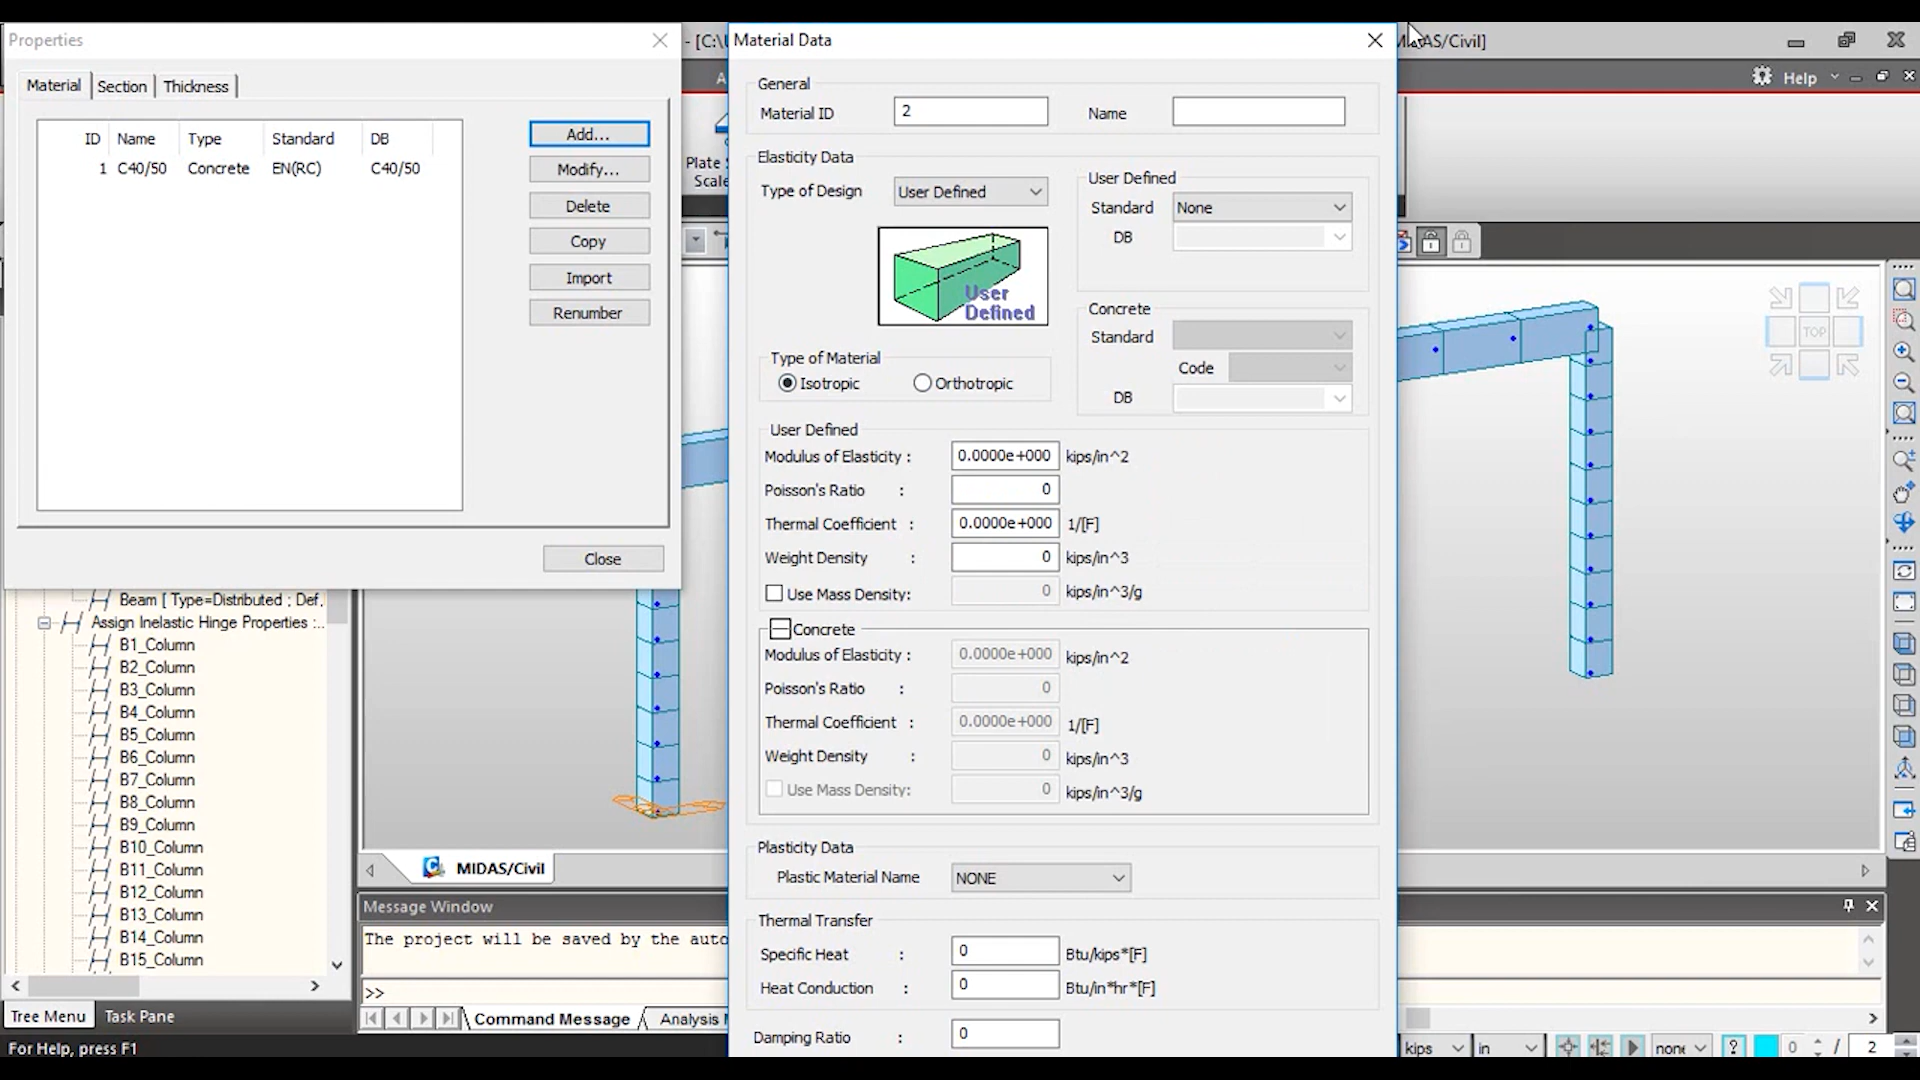 Properties
Material Section Thickness
ID Name Type Standard DB
1 C40/50 Concrete EN(RC) C40/50
Add...
Modify...
Delete
Copy
Import
Renumber
Close
- [C:\U
Material Data
AS/Civil]
Help
General
Material ID 2 Name
Elasticity Data
Type of Design User Defined
User Defined
Standard None
DB
User Defined
Concrete
Standard
Code
DB
Type of Material
Isotropic Orthotropic
User Defined
Modulus of Elasticity : 0.0000e+000 kips/in^2
Poisson's Ratio : 0
Thermal Coefficient : 0.0000e+000 1/[F]
Weight Density : 0 kips/in^3
Use Mass Density: 0 kips/in^3/g
Concrete
Modulus of Elasticity : 0.0000e+000 kips/in^2
Poisson's Ratio : 0
Thermal Coefficient : 0.0000e+000 1/[F]
Weight Density : 0 kips/in^3
Use Mass Density: 0 kips/in^3/g
Plasticity Data
Plastic Material Name NONE
Thermal Transfer
Specific Heat : 0 Btu/kips*[F]
Heat Conduction : 0 Btu/in*hr*[F]
Damping Ratio : 0
Plate S
Scale
TOP
Beam [ Type=Distributed ; Def,
Assign Inelastic Hinge Properties :..
B1_Column
B2_Column
B3_Column
B4_Column
B5_Column
B6_Column
B7_Column
B8_Column
B9_Column
B10_Column
B11_Column
B12_Column
B13_Column
B14_Column
B15_Column
Tree Menu Task Pane
MIDAS/Civil
Message Window
The project will be saved by the auto
>>
Command Message Analysis
For Help, press F1
kips in none ? 0 / 2